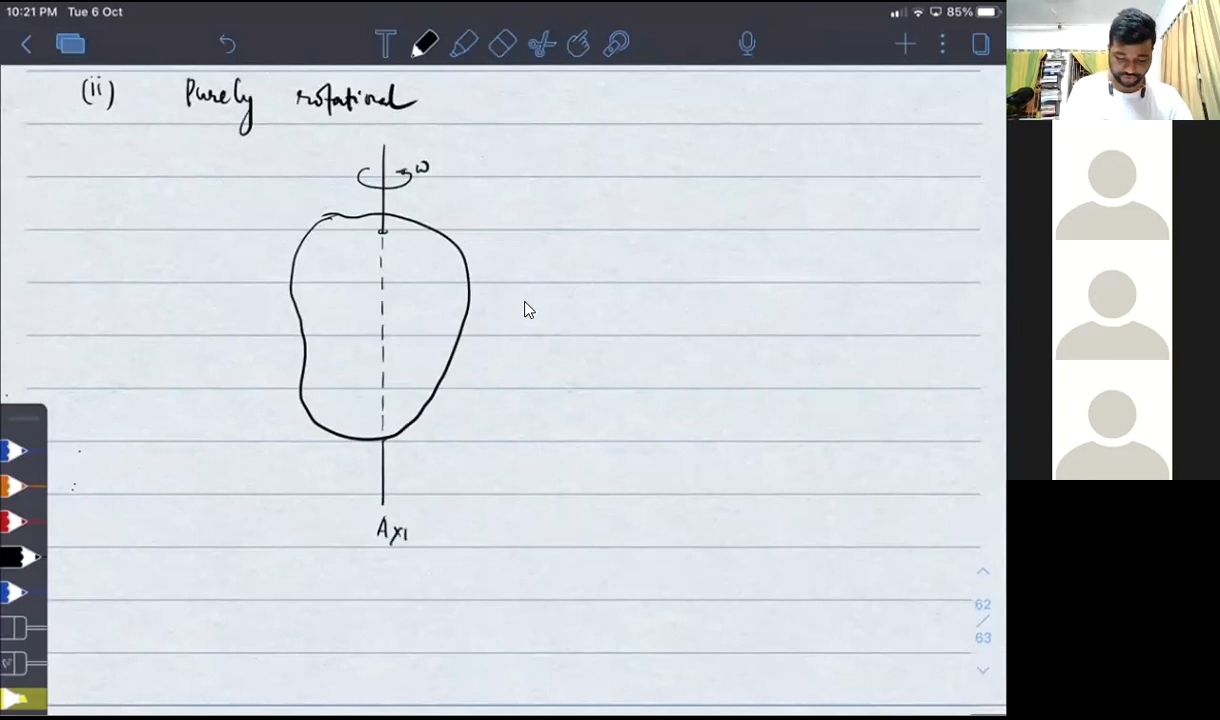 10:21 PM Tue 6 Oct
85%
T
(ii) Purely rotational
ω
Axi
62
/
63